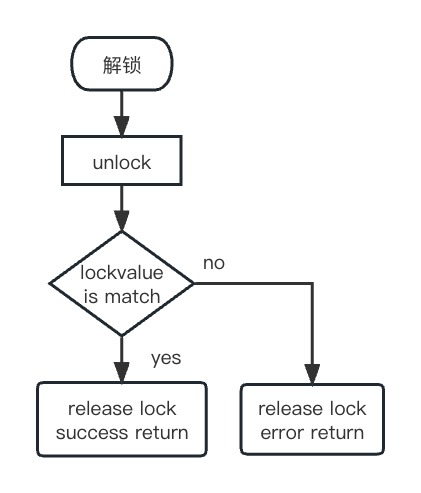 解锁
unlock
lockvalue
is match
no
yes
release lock
success return
release lock
error return